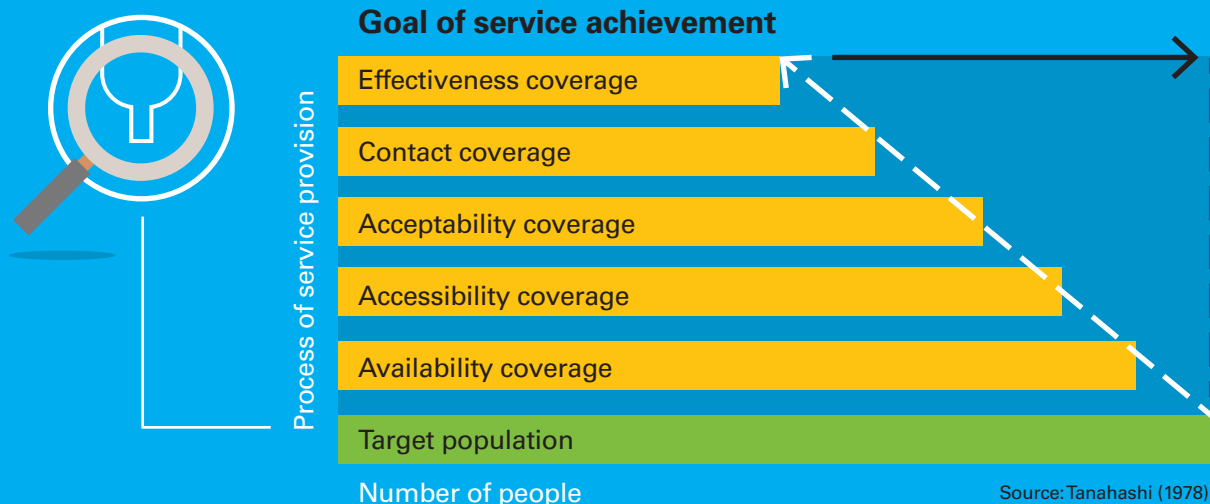 Goal of service achievement
Effectiveness coverage
Contact coverage
Acceptability coverage
Accessibility coverage
Availability coverage
Target population
Process of service provision
Number of people
Source: Tanahashi (1978)